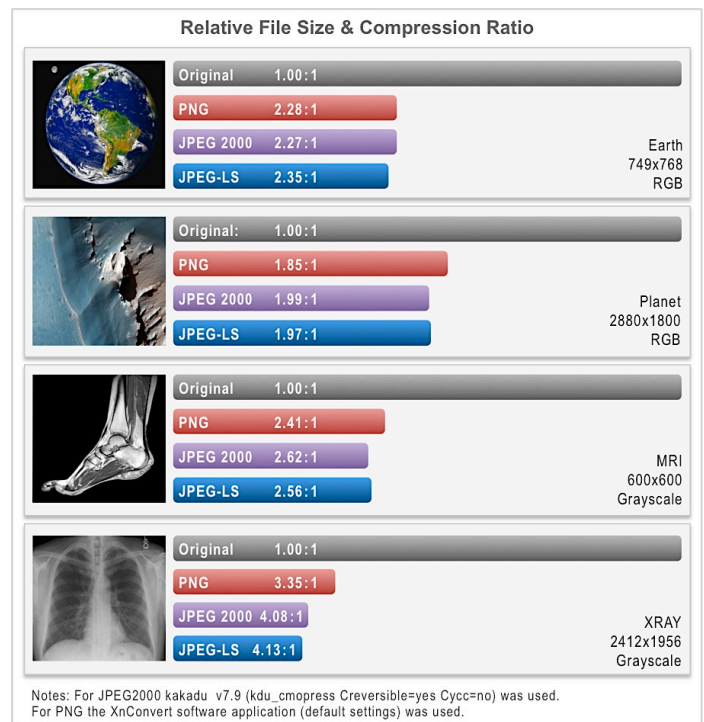 Relative File Size & Compression Ratio
Original 1.00:1
PNG 2.28:1
JPEG 2000 2.27:1
JPEG-LS 2.35:1
Earth
749x768
RGB
Original: 1.00:1
PNG 1.85:1
JPEG 2000 1.99:1
JPEG-LS 1.97:1
Planet
2880x1800
RGB
Original 1.00:1
PNG 2.41:1
JPEG 2000 2.62:1
JPEG-LS 2.56:1
MRI
600x600
Grayscale
Original 1.00:1
PNG 3.35:1
JPEG 2000 4.08:1
JPEG-LS 4.13:1
XRAY
2412x1956
Grayscale
Notes: For JPEG2000 kakadu v7.9 (kdu_cmopress Creversible=yes Cycc=no) was used.
For PNG the XnConvert software application (default settings) was used.